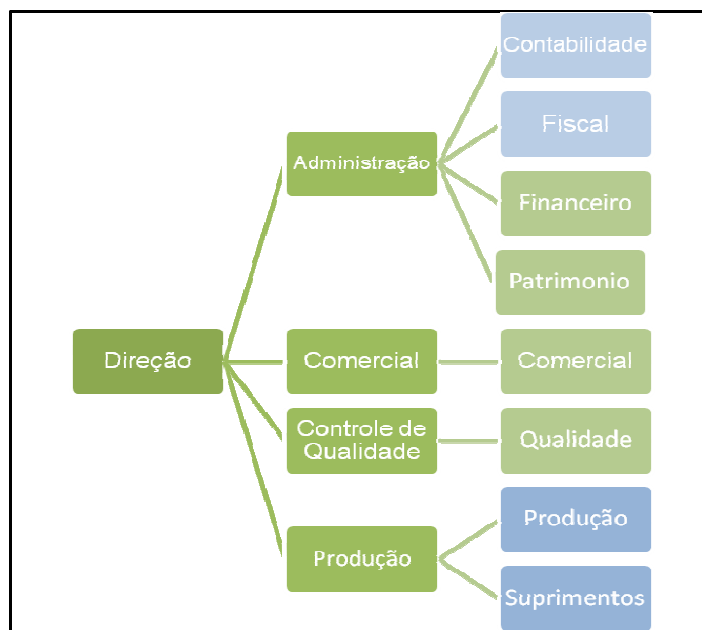 Contabilidade
Fiscal
Administração
Financeiro
Patrimonio
Direção
Comercial
Comercial
Controle de
Qualidade
Qualidade
Produção
Produção
Suprimentos